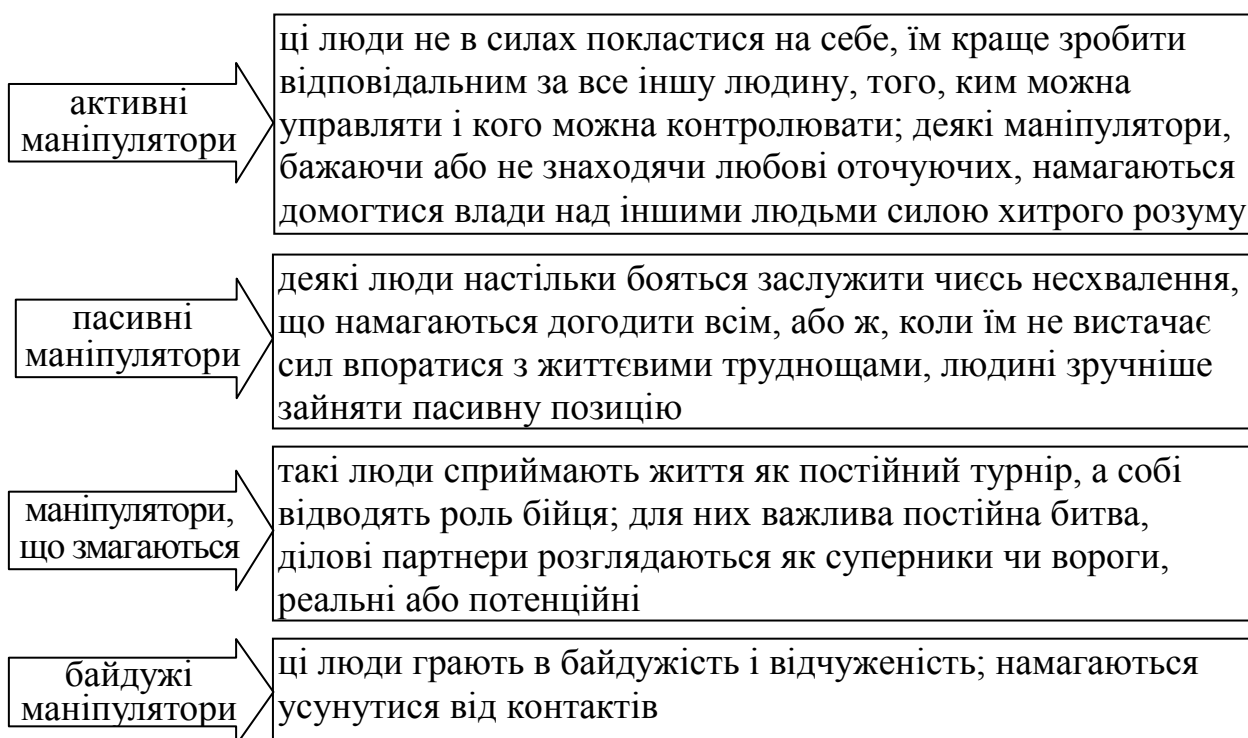 активні
маніпулятори
ці люди не в силах покластися на себе, їм краще зробити
відповідальним за все іншу людину, того, ким можна
управляти і кого можна контролювати; деякі маніпулятори,
бажаючи або не знаходячи любові оточуючих, намагаються
домогтися влади над іншими людьми силою хитрого розуму
пасивні
маніпулятори
деякі люди настільки бояться заслужити чиєсь несхвалення,
що намагаються догодити всім, або ж, коли їм не вистачає
сил впоратися з життєвими труднощами, людині зручніше
зайняти пасивну позицію
маніпулятори,
що змагаються
такі люди сприймають життя як постійний турнір, а собі
відводять роль бійця; для них важлива постійна битва,
ділові партнери розглядаються як суперники чи вороги,
реальні або потенційні
байдужі
маніпулятори
ці люди грають в байдужість і відчуженість; намагаються
усунутися від контактів